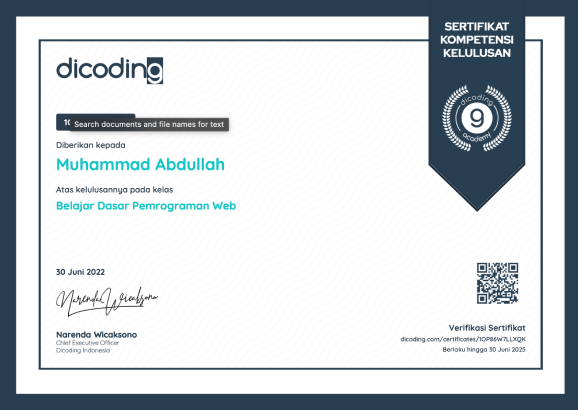 SERTIFIKAT
KOMPETENSI
KELULUSAN
dicoding
dicoding
9
academy
Search documents and file names for text
Diberikan kepada
Muhammad Abdullah
Atas kelulusannya pada kelas
Belajar Dasar Pemrograman Web
30 Juni 2022
Narenda Wicaksono
Narenda Wicaksono
Chief Executive Officer
Dicoding Indonesia
Verifikasi Sertifikat
dicoding.com/certificates/1OP86W7LLXQK
Berlaku hingga 30 Juni 2025